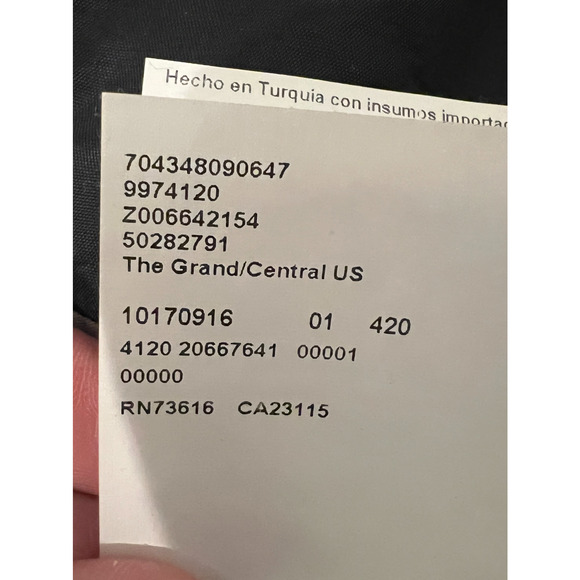 Hecho en Turquia con insumos
704348090647
9974120
Z006642154
50282791
The Grand/Central US
10170916 01 420
4120 20667641 00001
00000
RN73616 CA23115